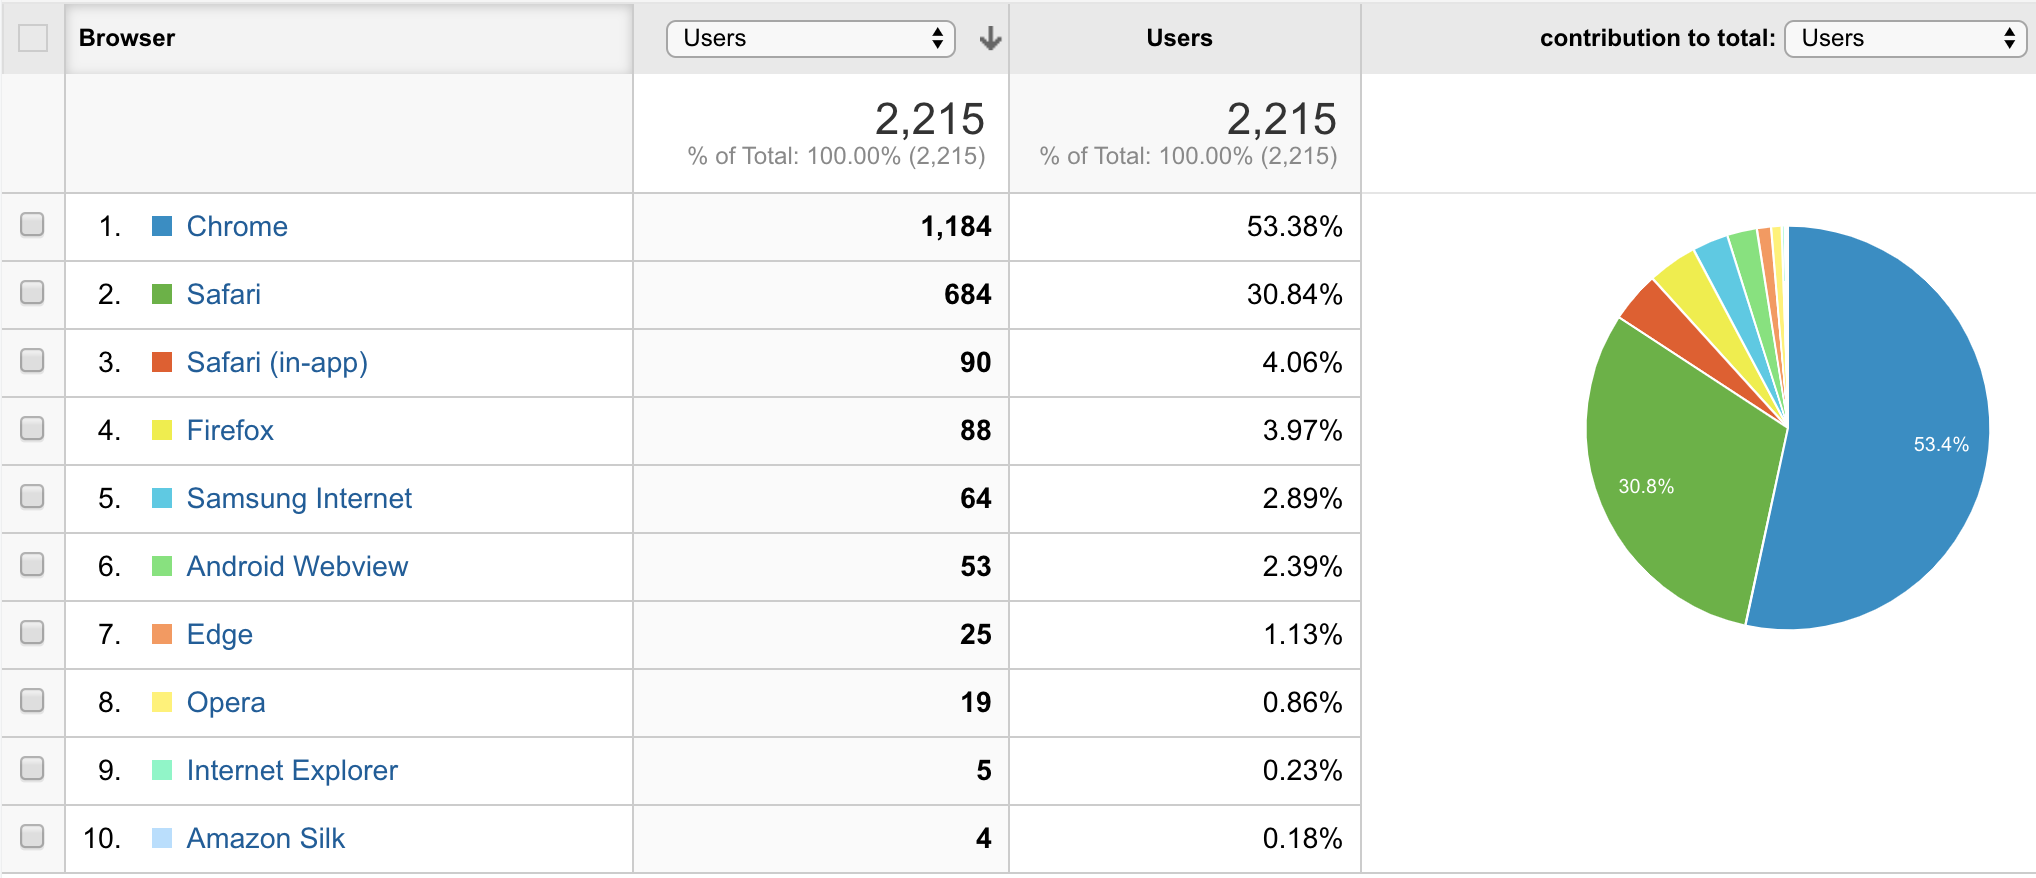 Browser Users Users contribution to total: Users
2,215 2,215
% of Total: 100.00% (2,215) % of Total: 100.00% (2,215)
1. Chrome 1,184 53.38%
2. Safari 684 30.84%
3. Safari (in-app) 90 4.06%
4. Firefox 88 3.97%
5. Samsung Internet 64 2.89%
6. Android Webview 53 2.39%
7. Edge 25 1.13%
8. Opera 19 0.86%
9. Internet Explorer 5 0.23%
10. Amazon Silk 4 0.18%
53.4%
30.8%